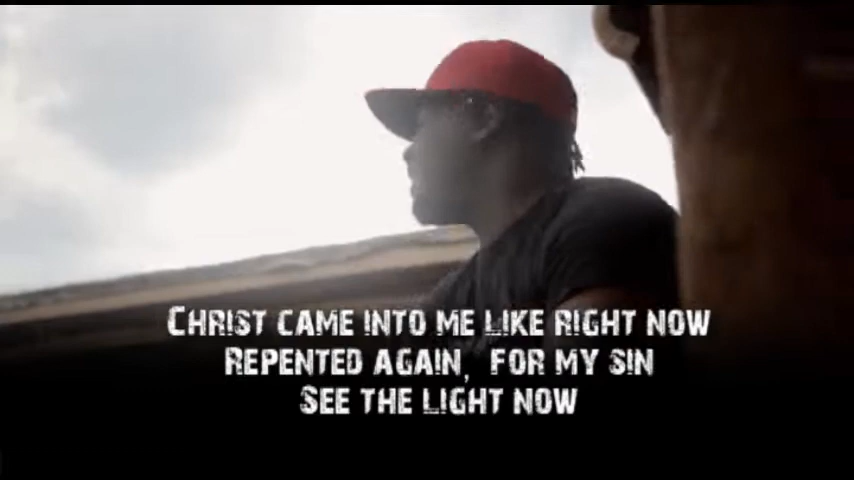 Christ came into me like right now
Repented again, for my sin
See the light now